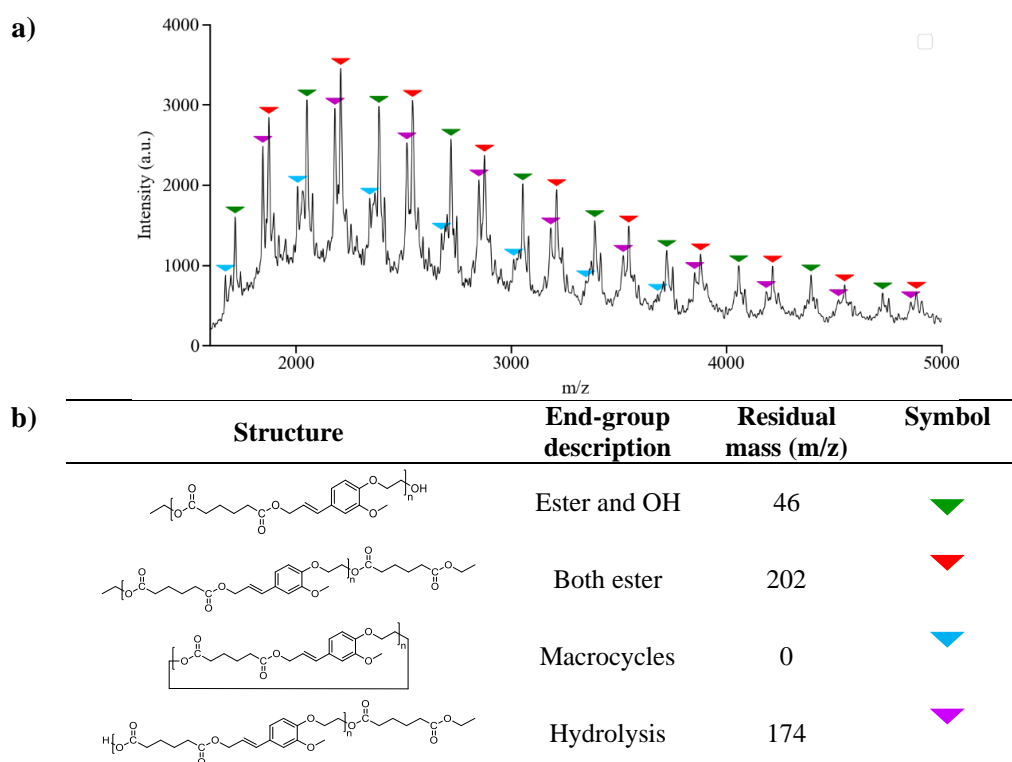 a)
4000
3000
2000
1000
0
Intensity (a.u.)
2000
3000
4000
5000
m/z
b)
Structure
End-group description
Residual mass (m/z)
Symbol
O
O
O
O
O
O
n
OH
Ester and OH
46
O
O
O
O
O
O
n
O
O
O
O
Both ester
202
O
O
O
O
O
O
n
Macrocycles
0
H
O
O
O
O
O
O
n
O
O
O
O
Hydrolysis
174